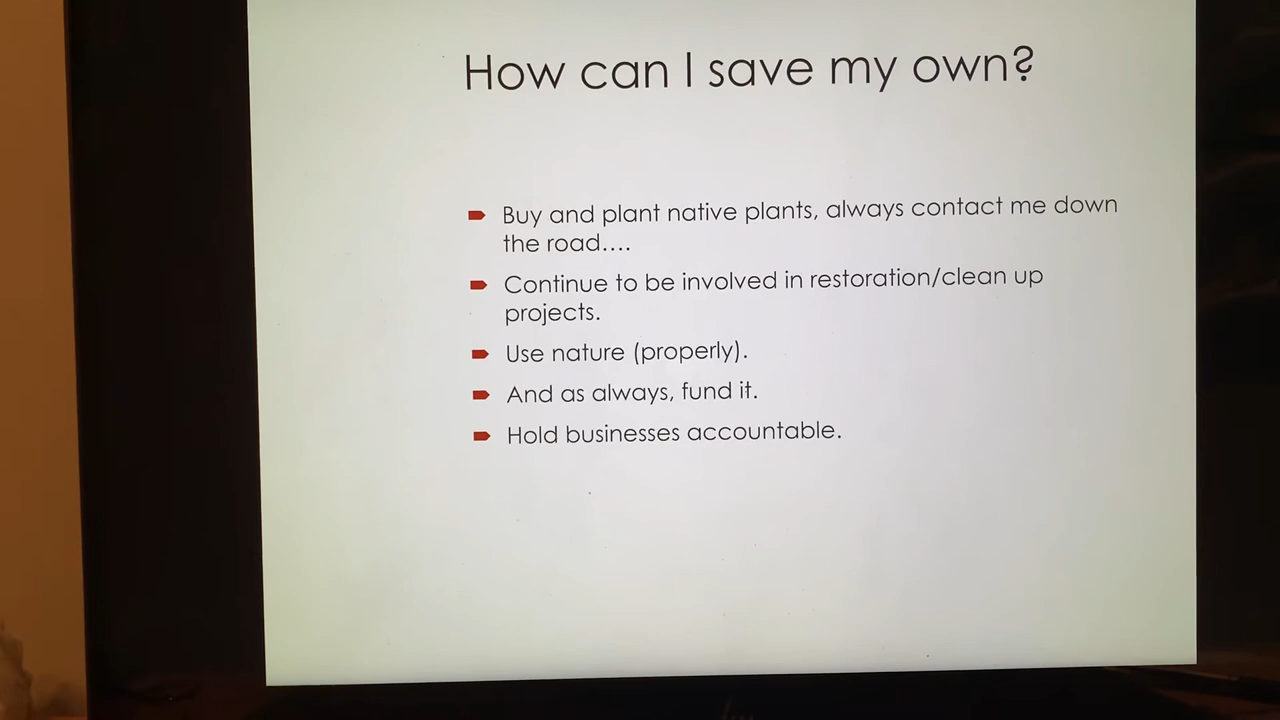 How can I save my own?
Buy and plant native plants, always contact me down
the road....
Continue to be involved in restoration/clean up
projects.
Use nature (properly).
And as always, fund it.
Hold businesses accountable.